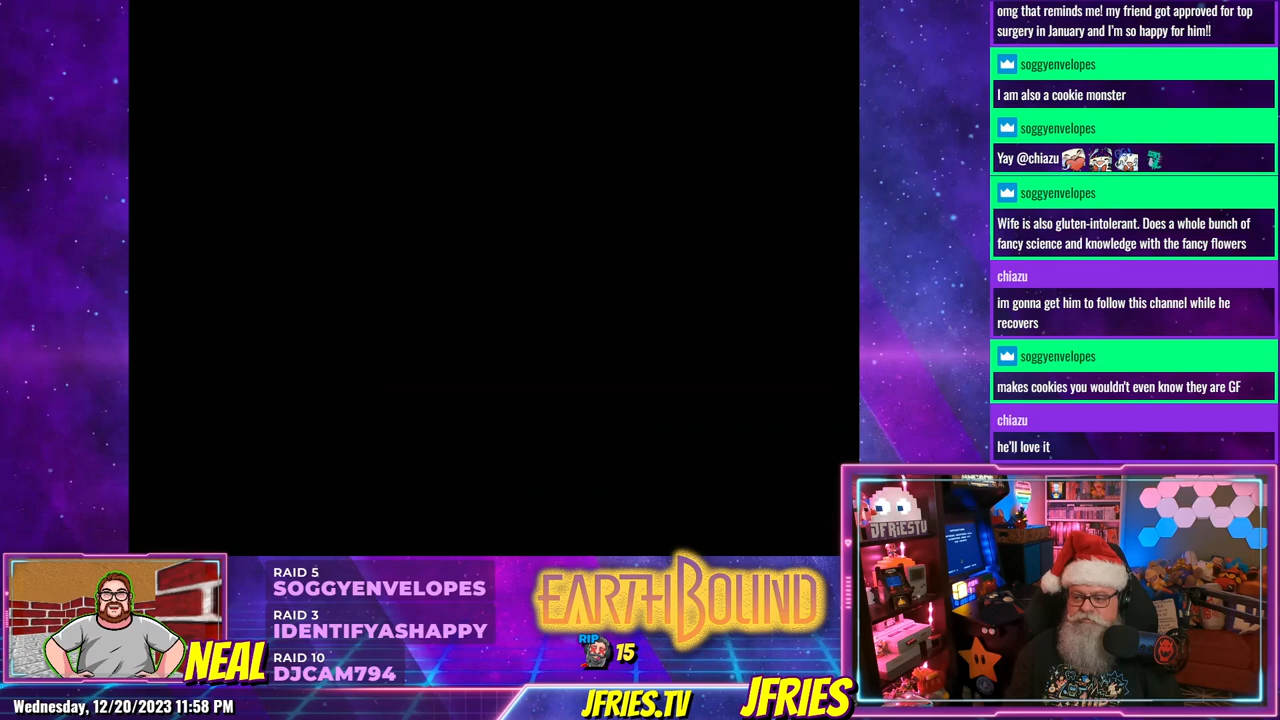 omg that reminds me! my friend got approved for top
surgery in January and I'm so happy for him!!
soggyenvelopes
I am also a cookie monster
soggyenvelopes
Yay @chiazu
soggyenvelopes
Wife is also gluten-intolerant. Does a whole bunch of
fancy science and knowledge with the fancy flowers
chiazu
im gonna get him to follow this channel while he
recovers
soggyenvelopes
makes cookies you wouldn't even know they are GF
chiazu
he'll love it
DFRIESTV
NEAL
RAID 5
SOGGYENVELOPES
RAID 3
IDENTIFYASHAPPY
RAID 10
DJCAM794
EARTHBOUND
RIP
15
JFRIES.TV
JFRIES
Wednesday, 12/20/2023 11:58 PM